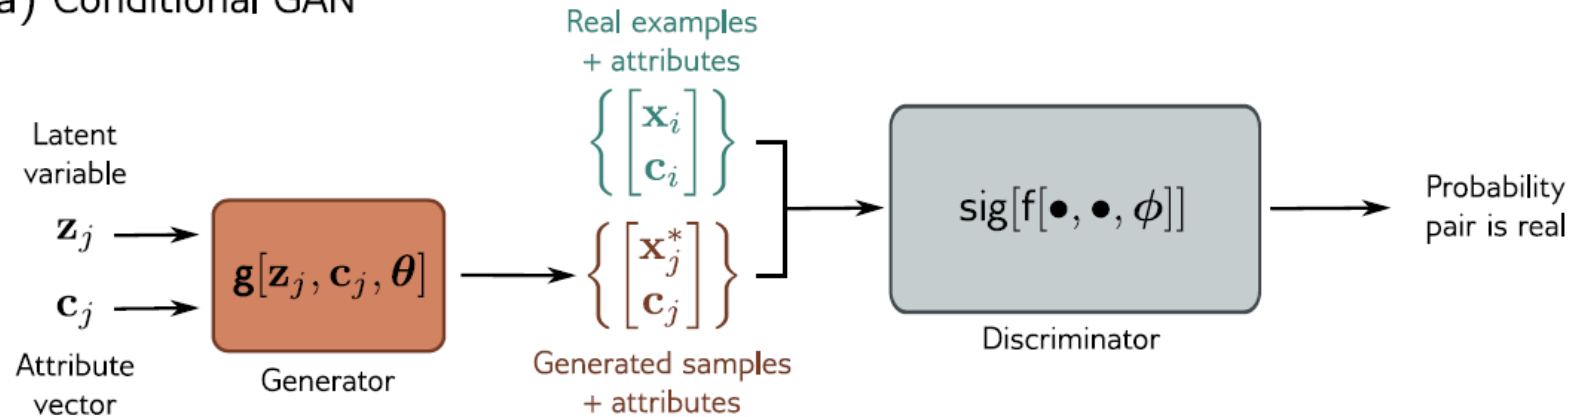 a) Conditional GAN
Real examples
+ attributes
{[x_i c_i]}
Latent
variable
z_j
c_j
Attribute
vector
g[z_j, c_j, θ]
Generator
{[x_j^* c_j]}
Generated samples
+ attributes
sig[f[•, •, ϕ]]
Discriminator
Probability
pair is real